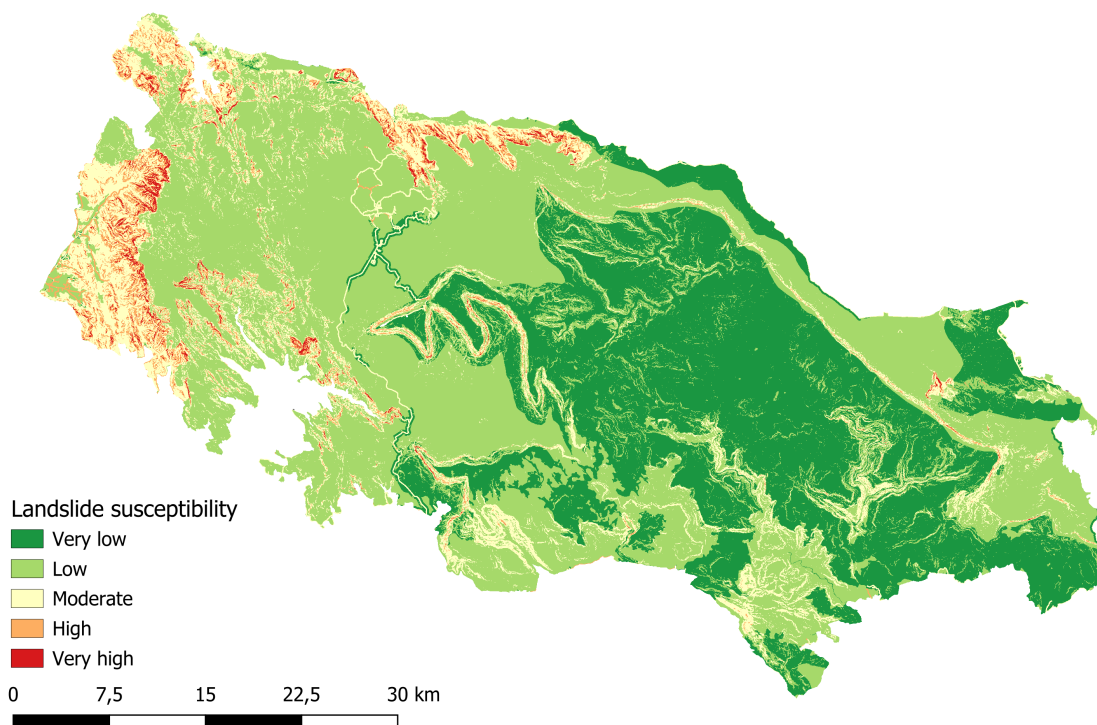 Landslide susceptibility
Very low
Low
Moderate
High
Very high
0 7,5 15 22,5 30 km